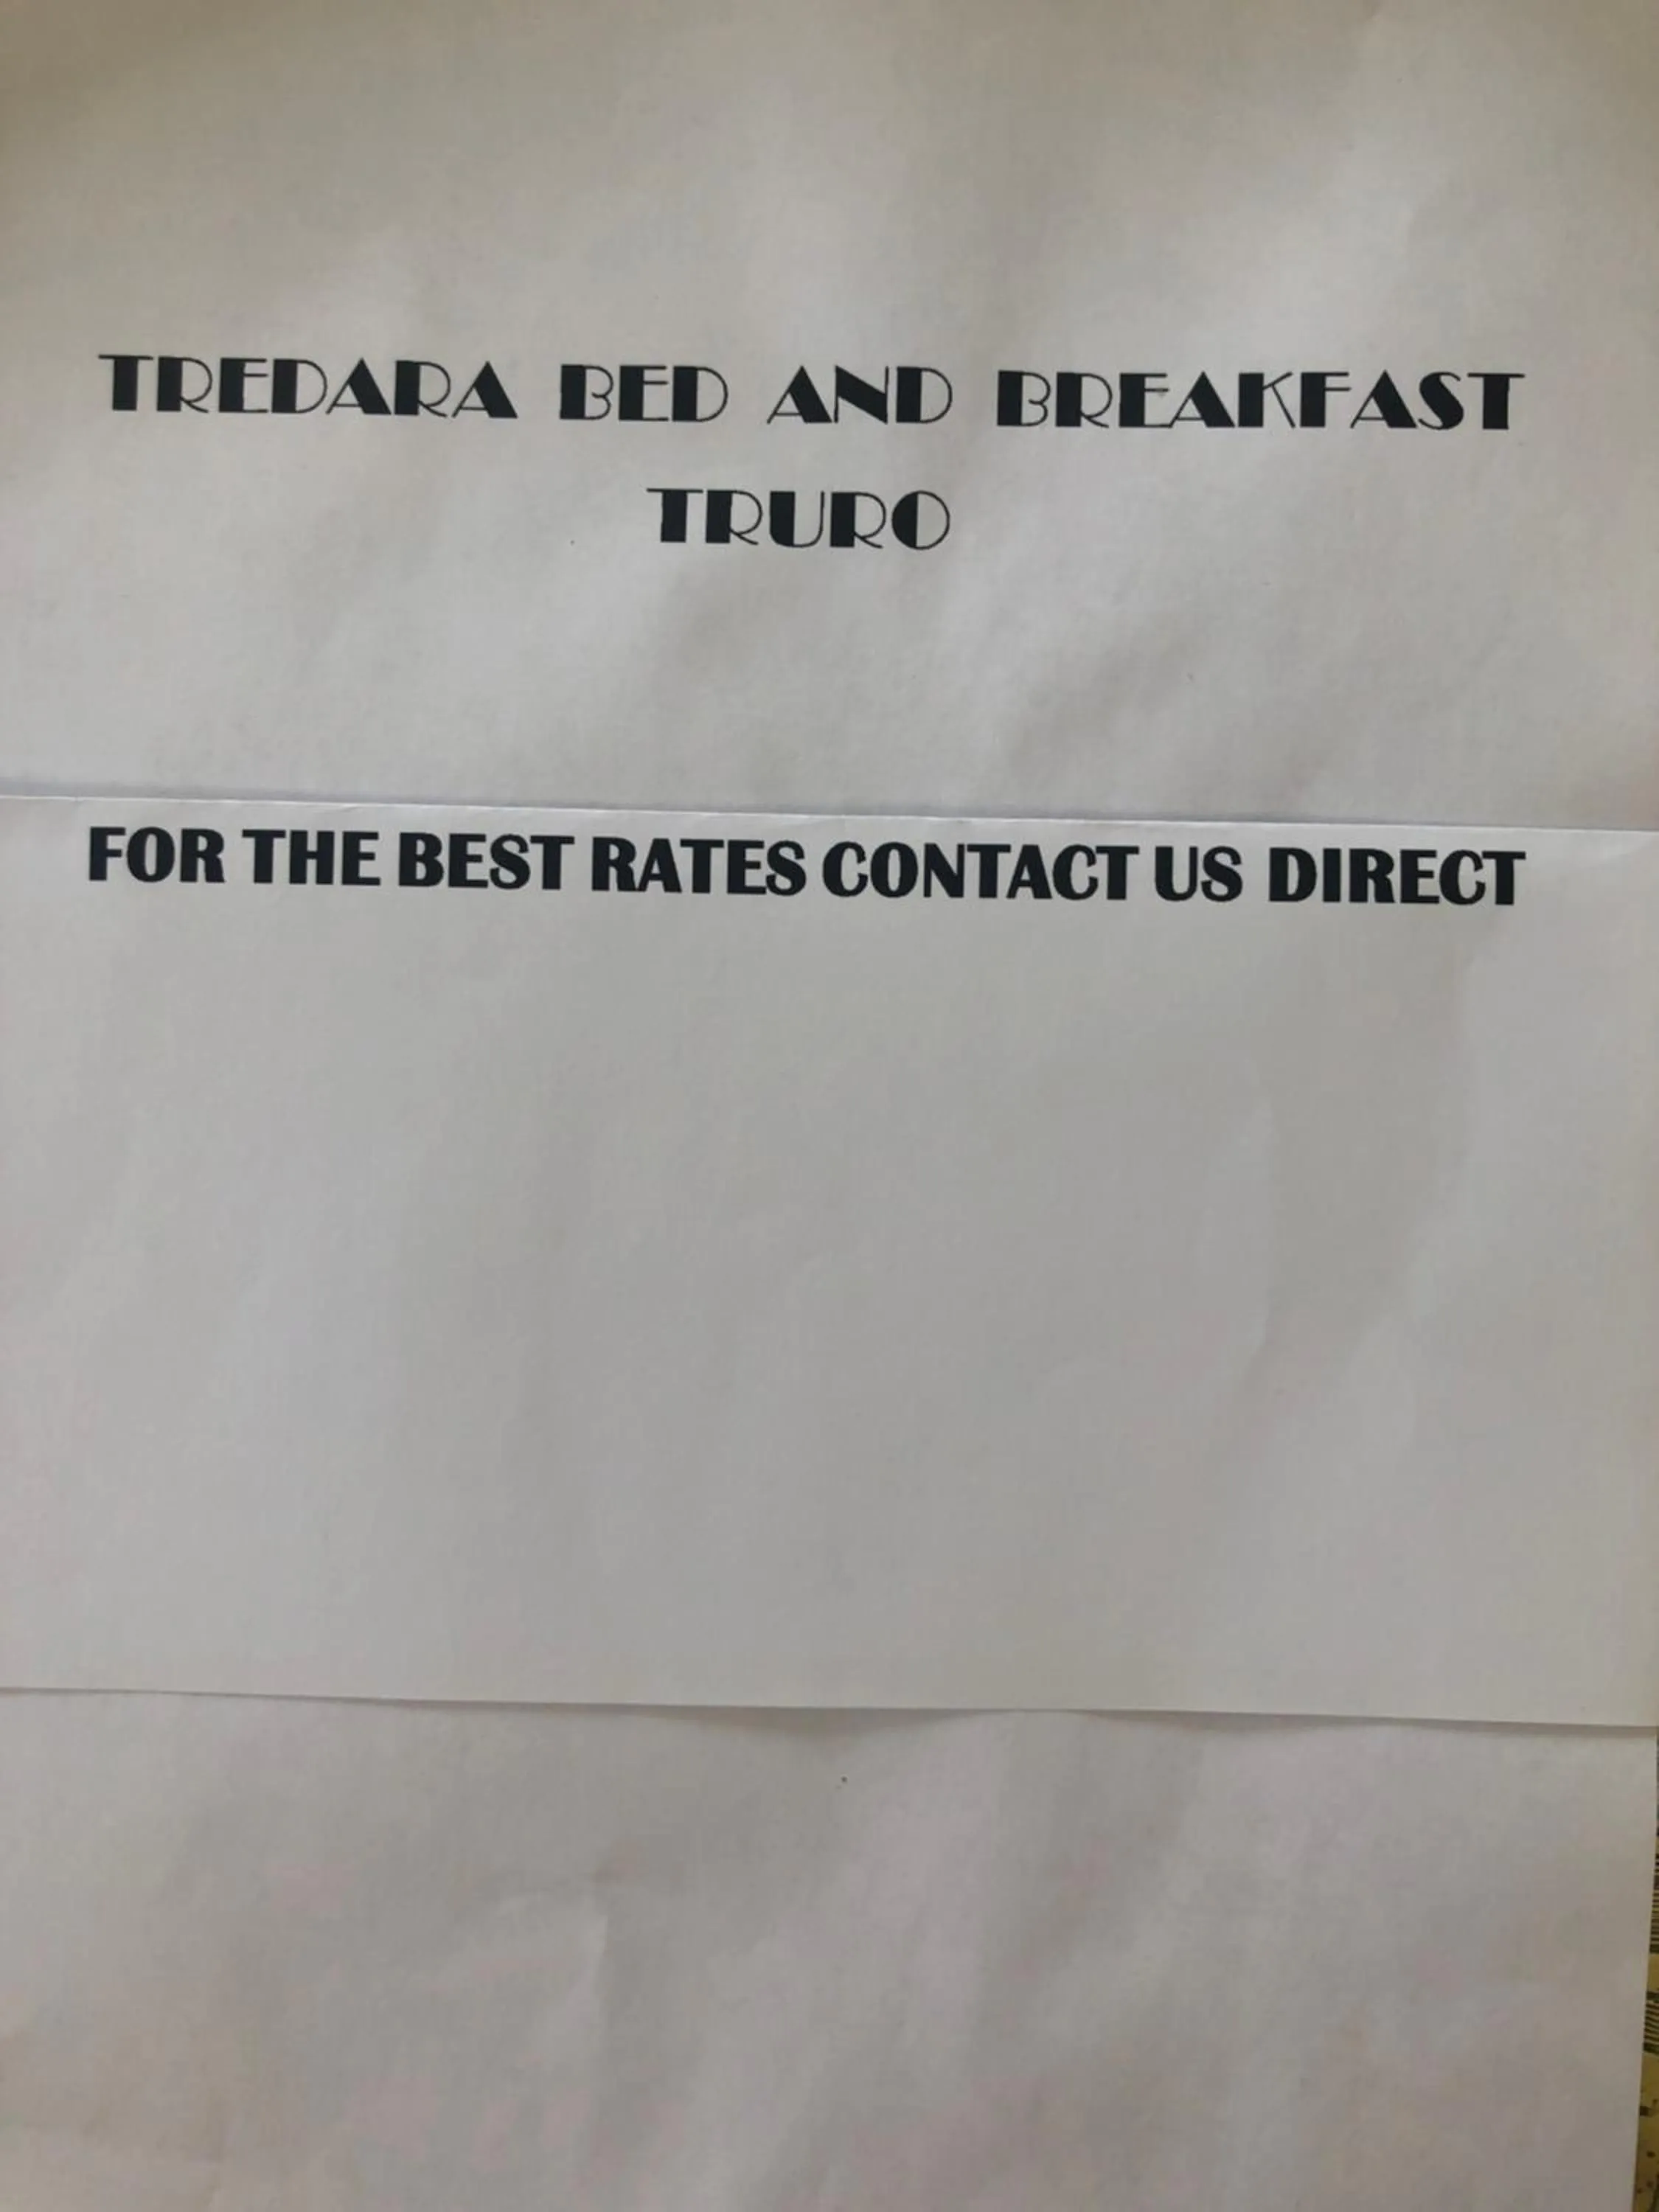 TREDARA BED AND BREAKFAST
TRURO
FOR THE BEST RATES CONTACT US DIRECT